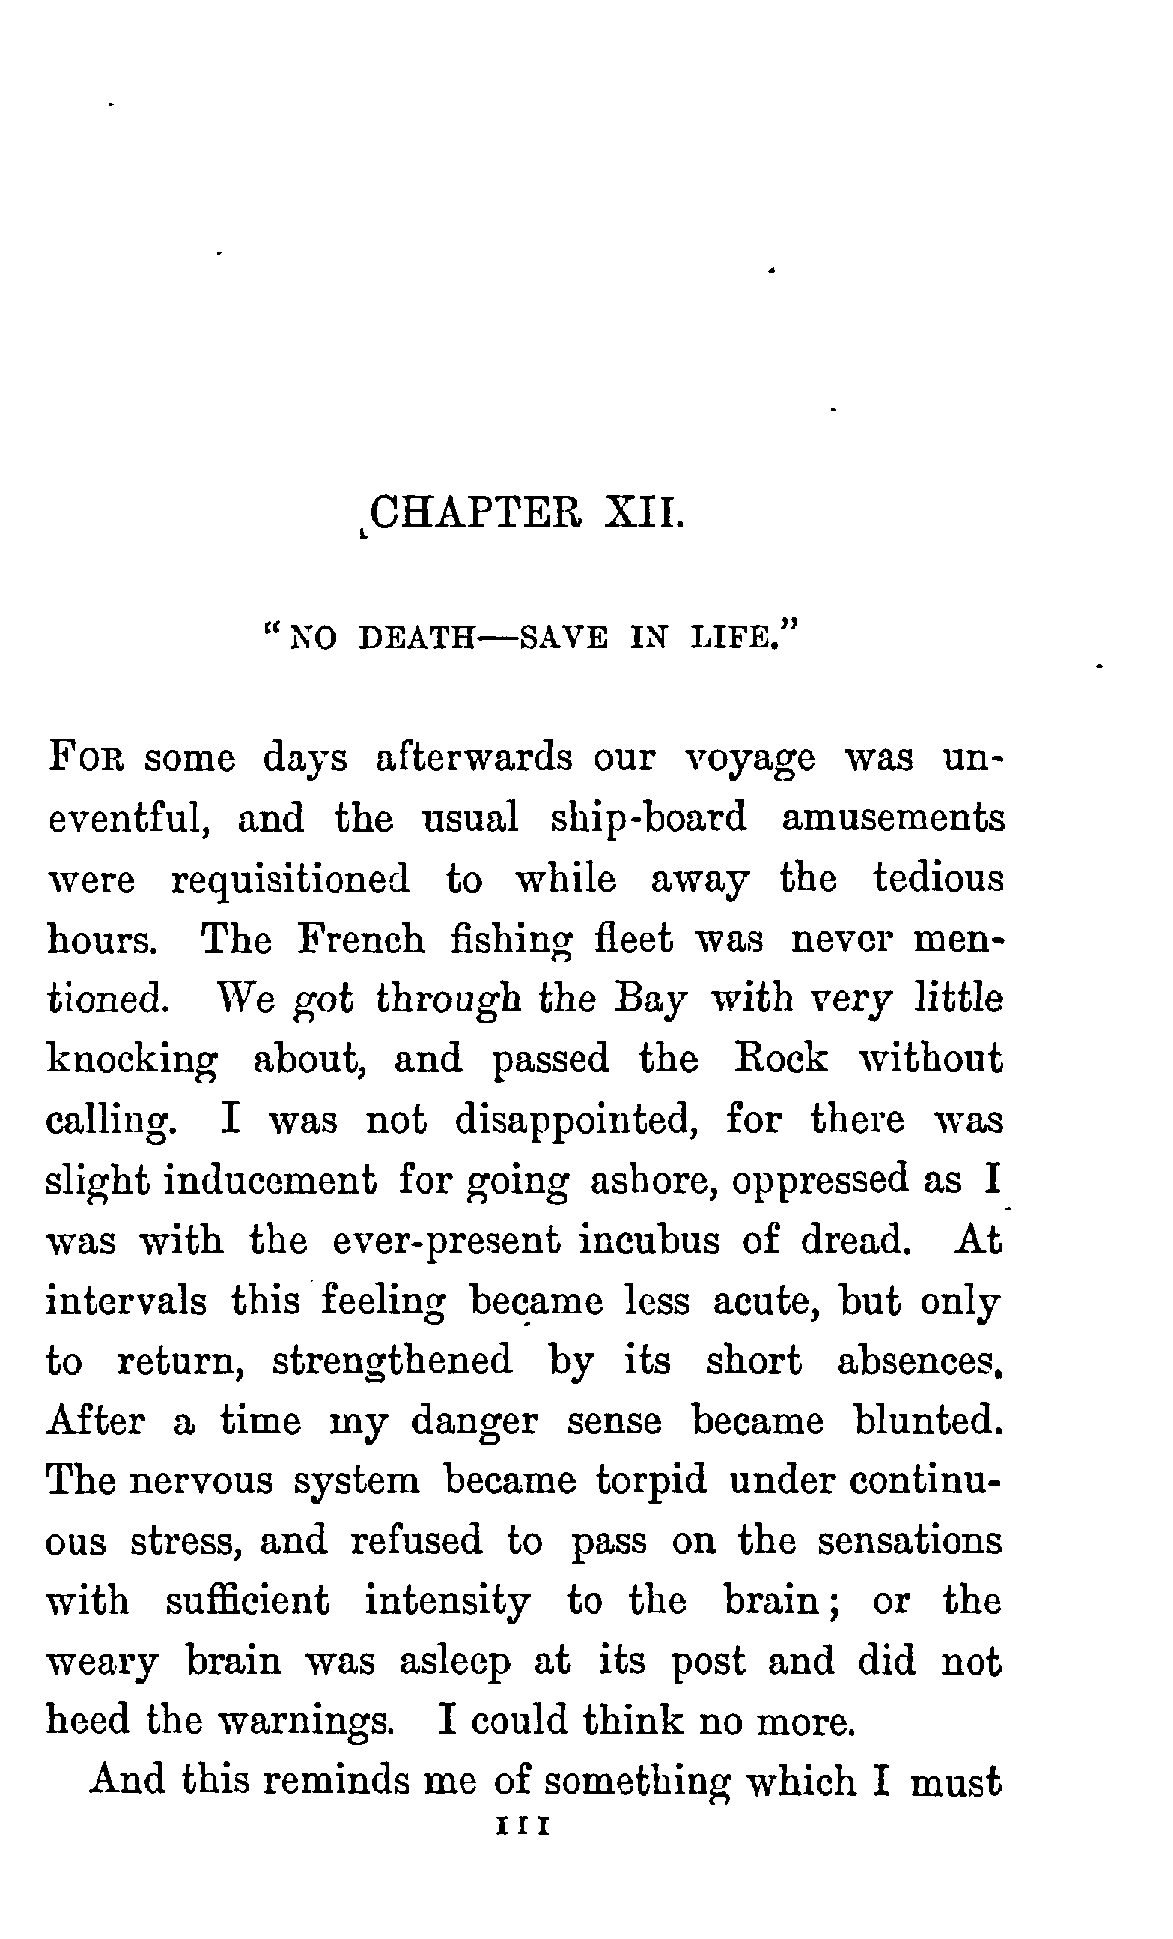 CHAPTER XII.
"NO DEATH—SAVE IN LIFE."
FOR some days afterwards our voyage was un-
eventful, and the usual ship-board amusements
were requisitioned to while away the tedious
hours. The French fishing fleet was never men-
tioned. We got through the Bay with very little
knocking about, and passed the Rock without
calling. I was not disappointed, for there was
slight inducement for going ashore, oppressed as I
was with the ever-present incubus of dread. At
intervals this feeling became less acute, but only
to return, strengthened by its short absences.
After a time my danger sense became blunted.
The nervous system became torpid under continu-
ous stress, and refused to pass on the sensations
with sufficient intensity to the brain; or the
weary brain was asleep at its post and did not
heed the warnings. I could think no more.
And this reminds me of something which I must
111